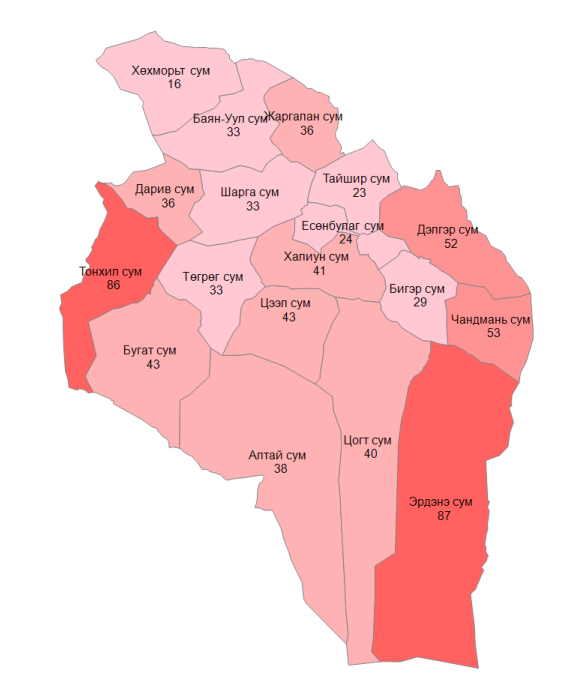 Хөхморьт сум
16
Баян-Уул сум
33
Жаргалан сум
36
Дарив сум
36
Шарга сум
33
Тайшир сум
23
Есөнбулаг сум
24
Дэлгэр сум
52
Тонхил сум
86
Төгрөг сум
33
Халиун сум
41
Бигэр сум
29
Цээл сум
43
Чандмань сум
53
Бугат сум
43
Алтай сум
38
Цогт сум
40
Эрдэнэ сум
87